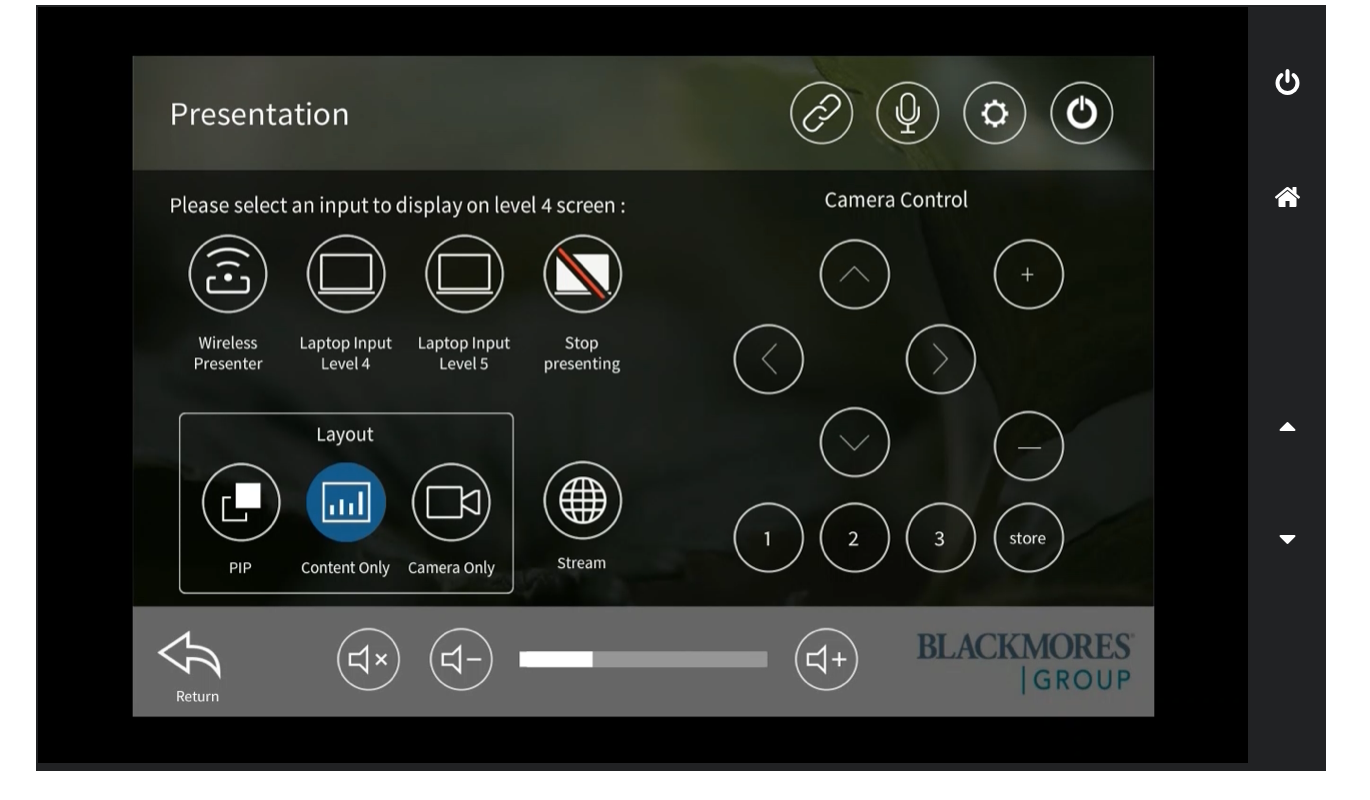 Presentation
Please select an input to display on level 4 screen :
Wireless
Presenter
Laptop Input
Level 4
Laptop Input
Level 5
Stop
presenting
Layout
PIP
Content Only
Camera Only
Stream
Camera Control
+
1
2
3
store
Return
BLACKMORES
|GROUP